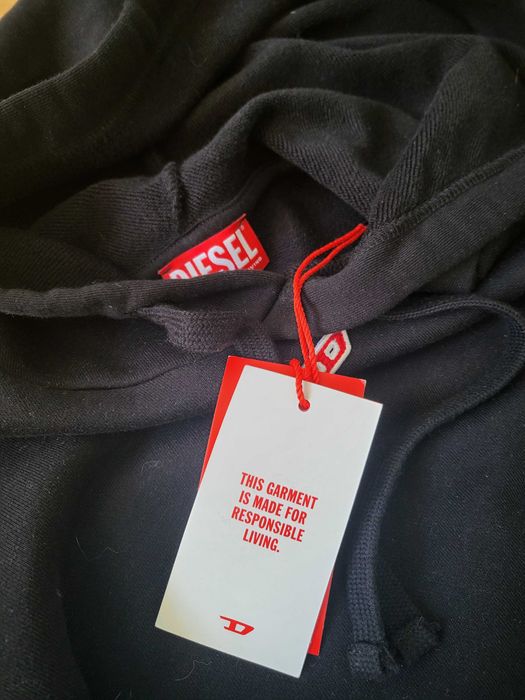 DIESEL
THIS GARMENT
IS MADE FOR
RESPONSIBLE
LIVING.
D